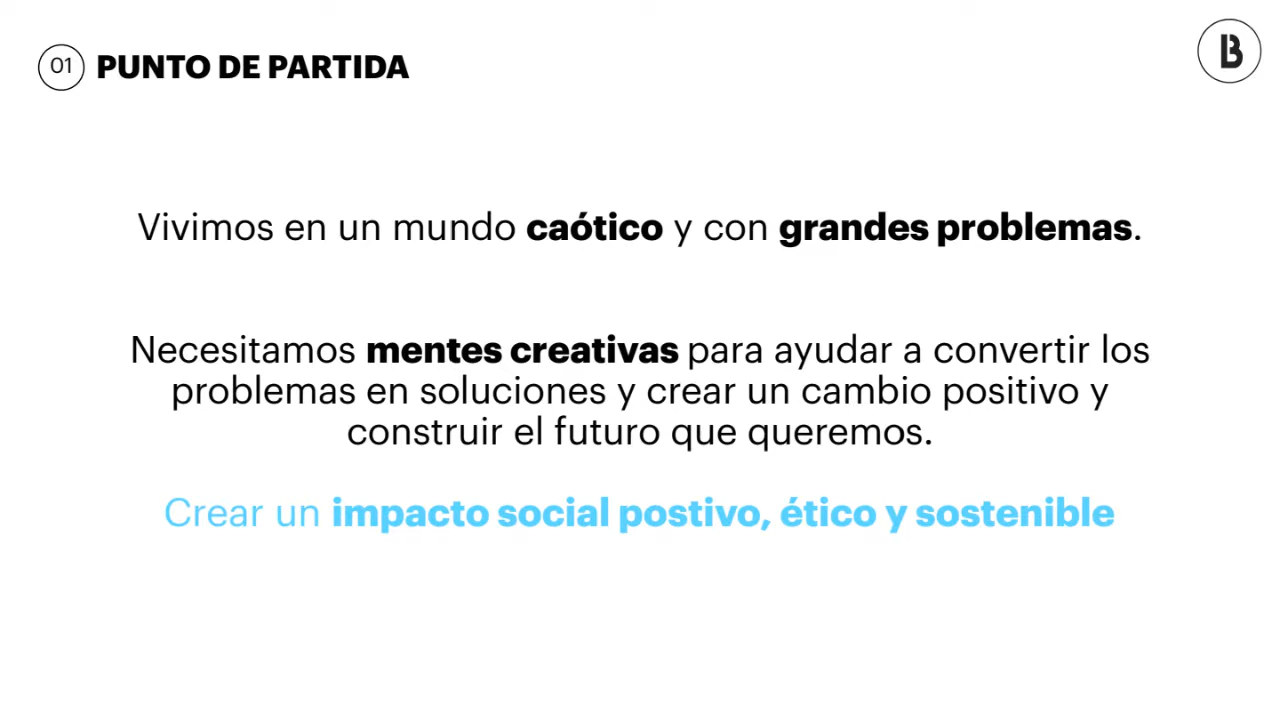 01 PUNTO DE PARTIDA
B
Vivimos en un mundo caótico y con grandes problemas.
Necesitamos mentes creativas para ayudar a convertir los
problemas en soluciones y crear un cambio positivo y
construir el futuro que queremos.
Crear un impacto social postivo, ético y sostenible